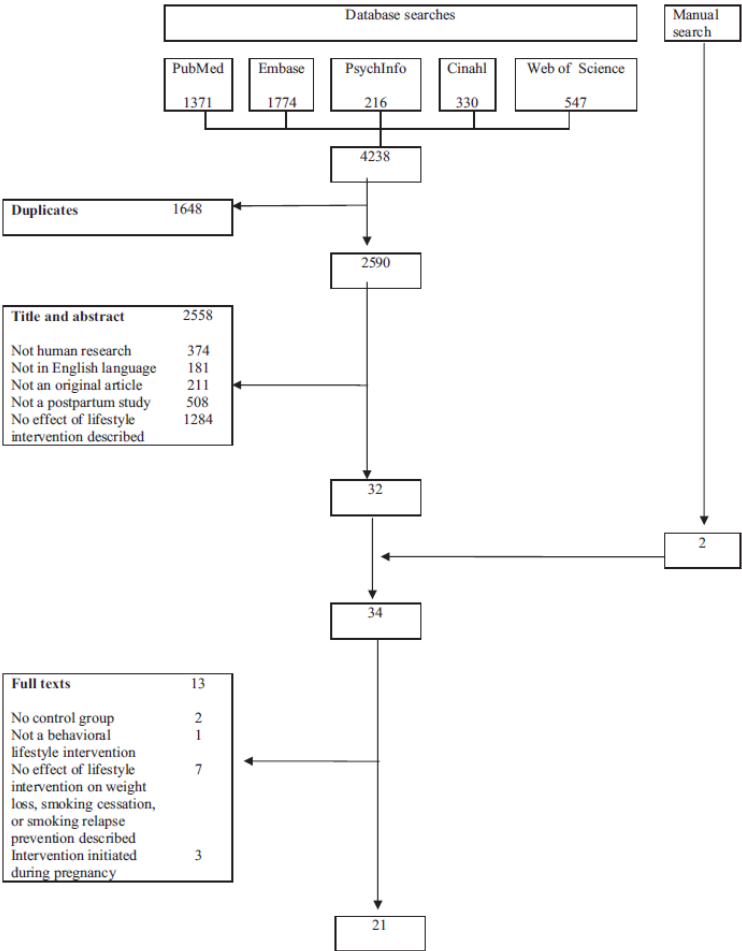 Database searches
Manual
search
PubMed
1371
Embase
1774
PsychInfo
216
Cinahl
330
Web of Science
547
4238
Duplicates 1648
2590
Title and abstract 2558
Not human research 374
Not in English language 181
Not an original article 211
Not a postpartum study 508
No effect of lifestyle 1284
intervention described
32
2
34
Full texts 13
No control group 2
Not a behavioral 1
lifestyle intervention
No effect of lifestyle 7
intervention on weight
loss, smoking cessation,
or smoking relapse
prevention described
Intervention initiated 3
during pregnancy
21